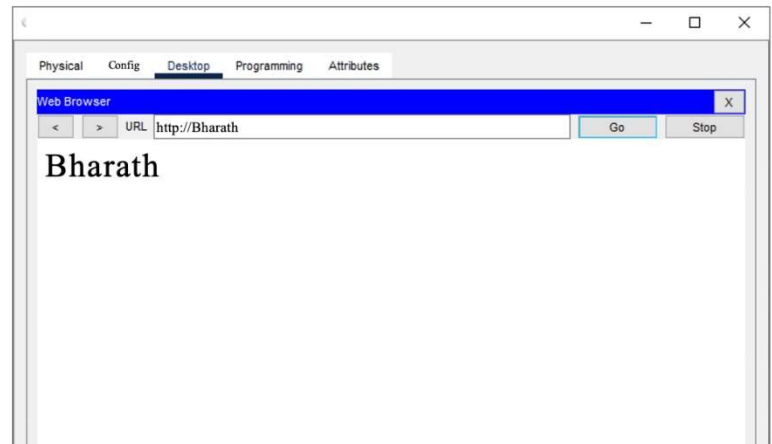 Physical Config Desktop Programming Attributes
Web Browser X
< > URL http://Bharath Go Stop
Bharath